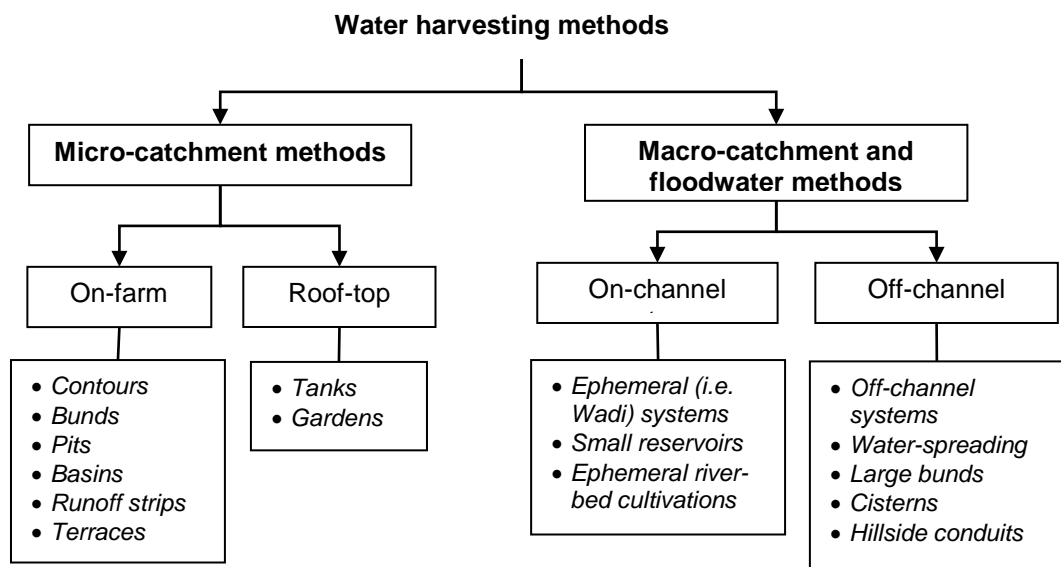 Water harvesting methods
Micro-catchment methods
Macro-catchment and
floodwater methods
On-farm
Roof-top
On-channel
Off-channel
• Contours
• Bunds
• Pits
• Basins
• Runoff strips
• Terraces
• Tanks
• Gardens
• Ephemeral (i.e.
Wadi) systems
• Small reservoirs
• Ephemeral river-
bed cultivations
• Off-channel
systems
• Water-spreading
• Large bunds
• Cisterns
• Hillside conduits